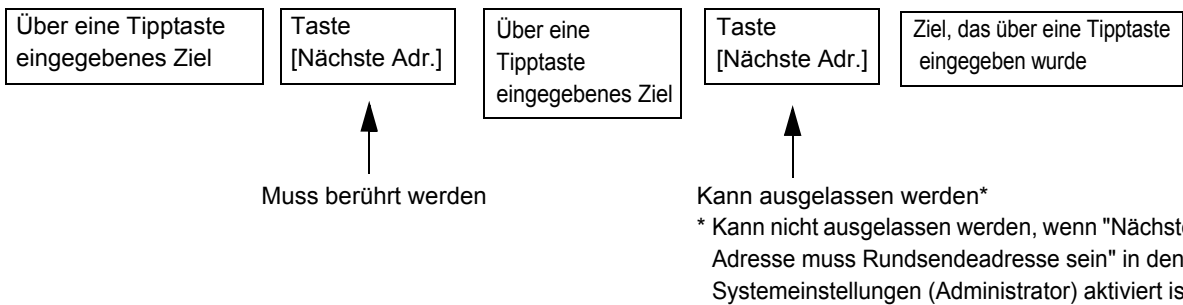 Über eine Tipptaste
eingegebenes Ziel
Taste
[Nächste Adr.]
Über eine
Tipptaste
eingegebenes Ziel
Taste
[Nächste Adr.]
Ziel, das über eine Tipptaste
eingegeben wurde
Muss berührt werden
Kann ausgelassen werden*
* Kann nicht ausgelassen werden, wenn "Nächste
Adresse muss Rundsendeadresse sein" in den
Systemeinstellungen (Administrator) aktiviert is